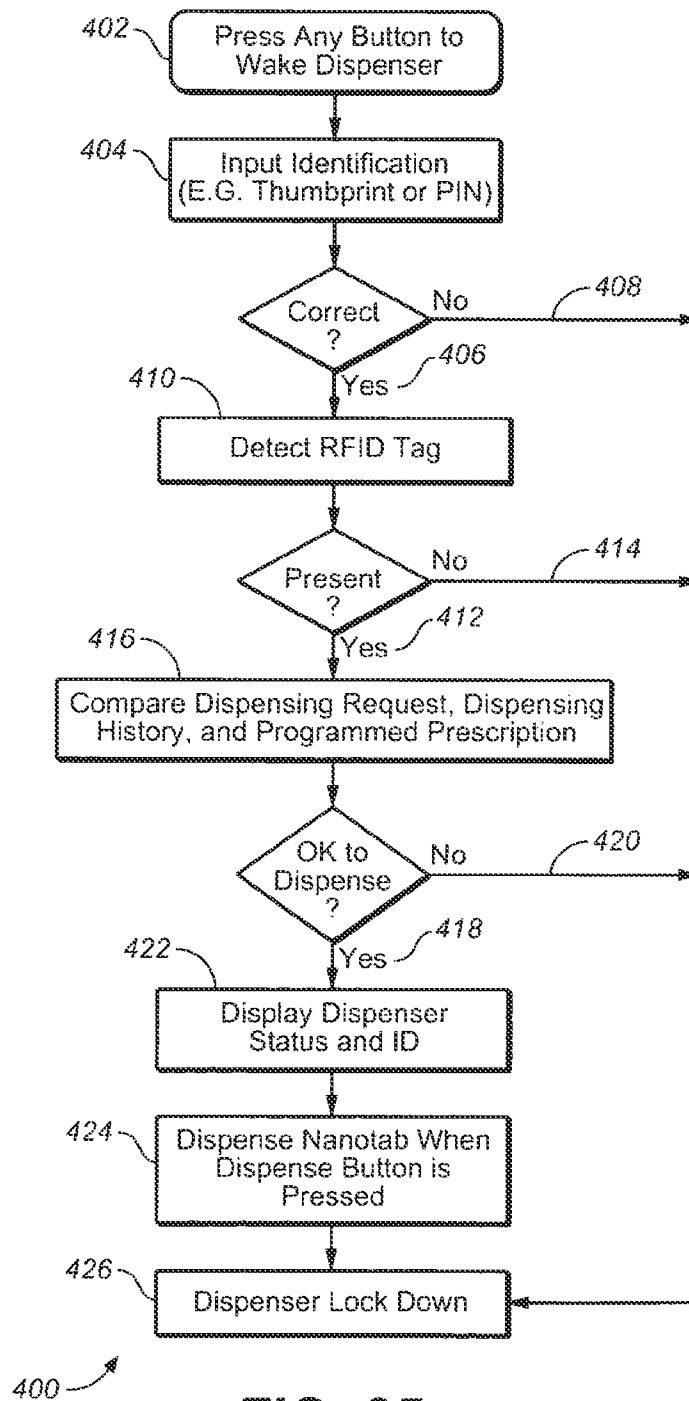 402
Press Any Button to
Wake Dispenser
404
Input Identification
(E.G. Thumbprint or PIN)
Correct
?
No
408
Yes
406
410
Detect RFID Tag
Present
?
No
414
Yes
412
416
Compare Dispensing Request, Dispensing
History, and Programmed Prescription
OK to
Dispense
?
No
420
Yes
418
422
Display Dispenser
Status and ID
424
Dispense Nanotab When
Dispense Button is
Pressed
426
Dispenser Lock Down
400